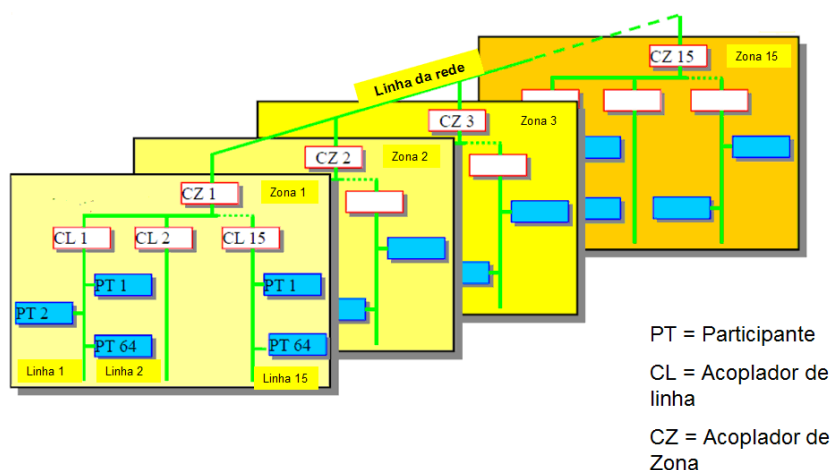 CZ 15
Zona 15
Linha da rede
CZ 3
Zona 3
CZ 2
Zona 2
CZ 1
Zona 1
CL 1
CL 2
CL 15
PT 1
PT 1
PT 2
PT 64
PT 64
Linha 1
Linha 2
Linha 15
PT = Participante
CL = Acoplador de
linha
CZ = Acoplador de
Zona